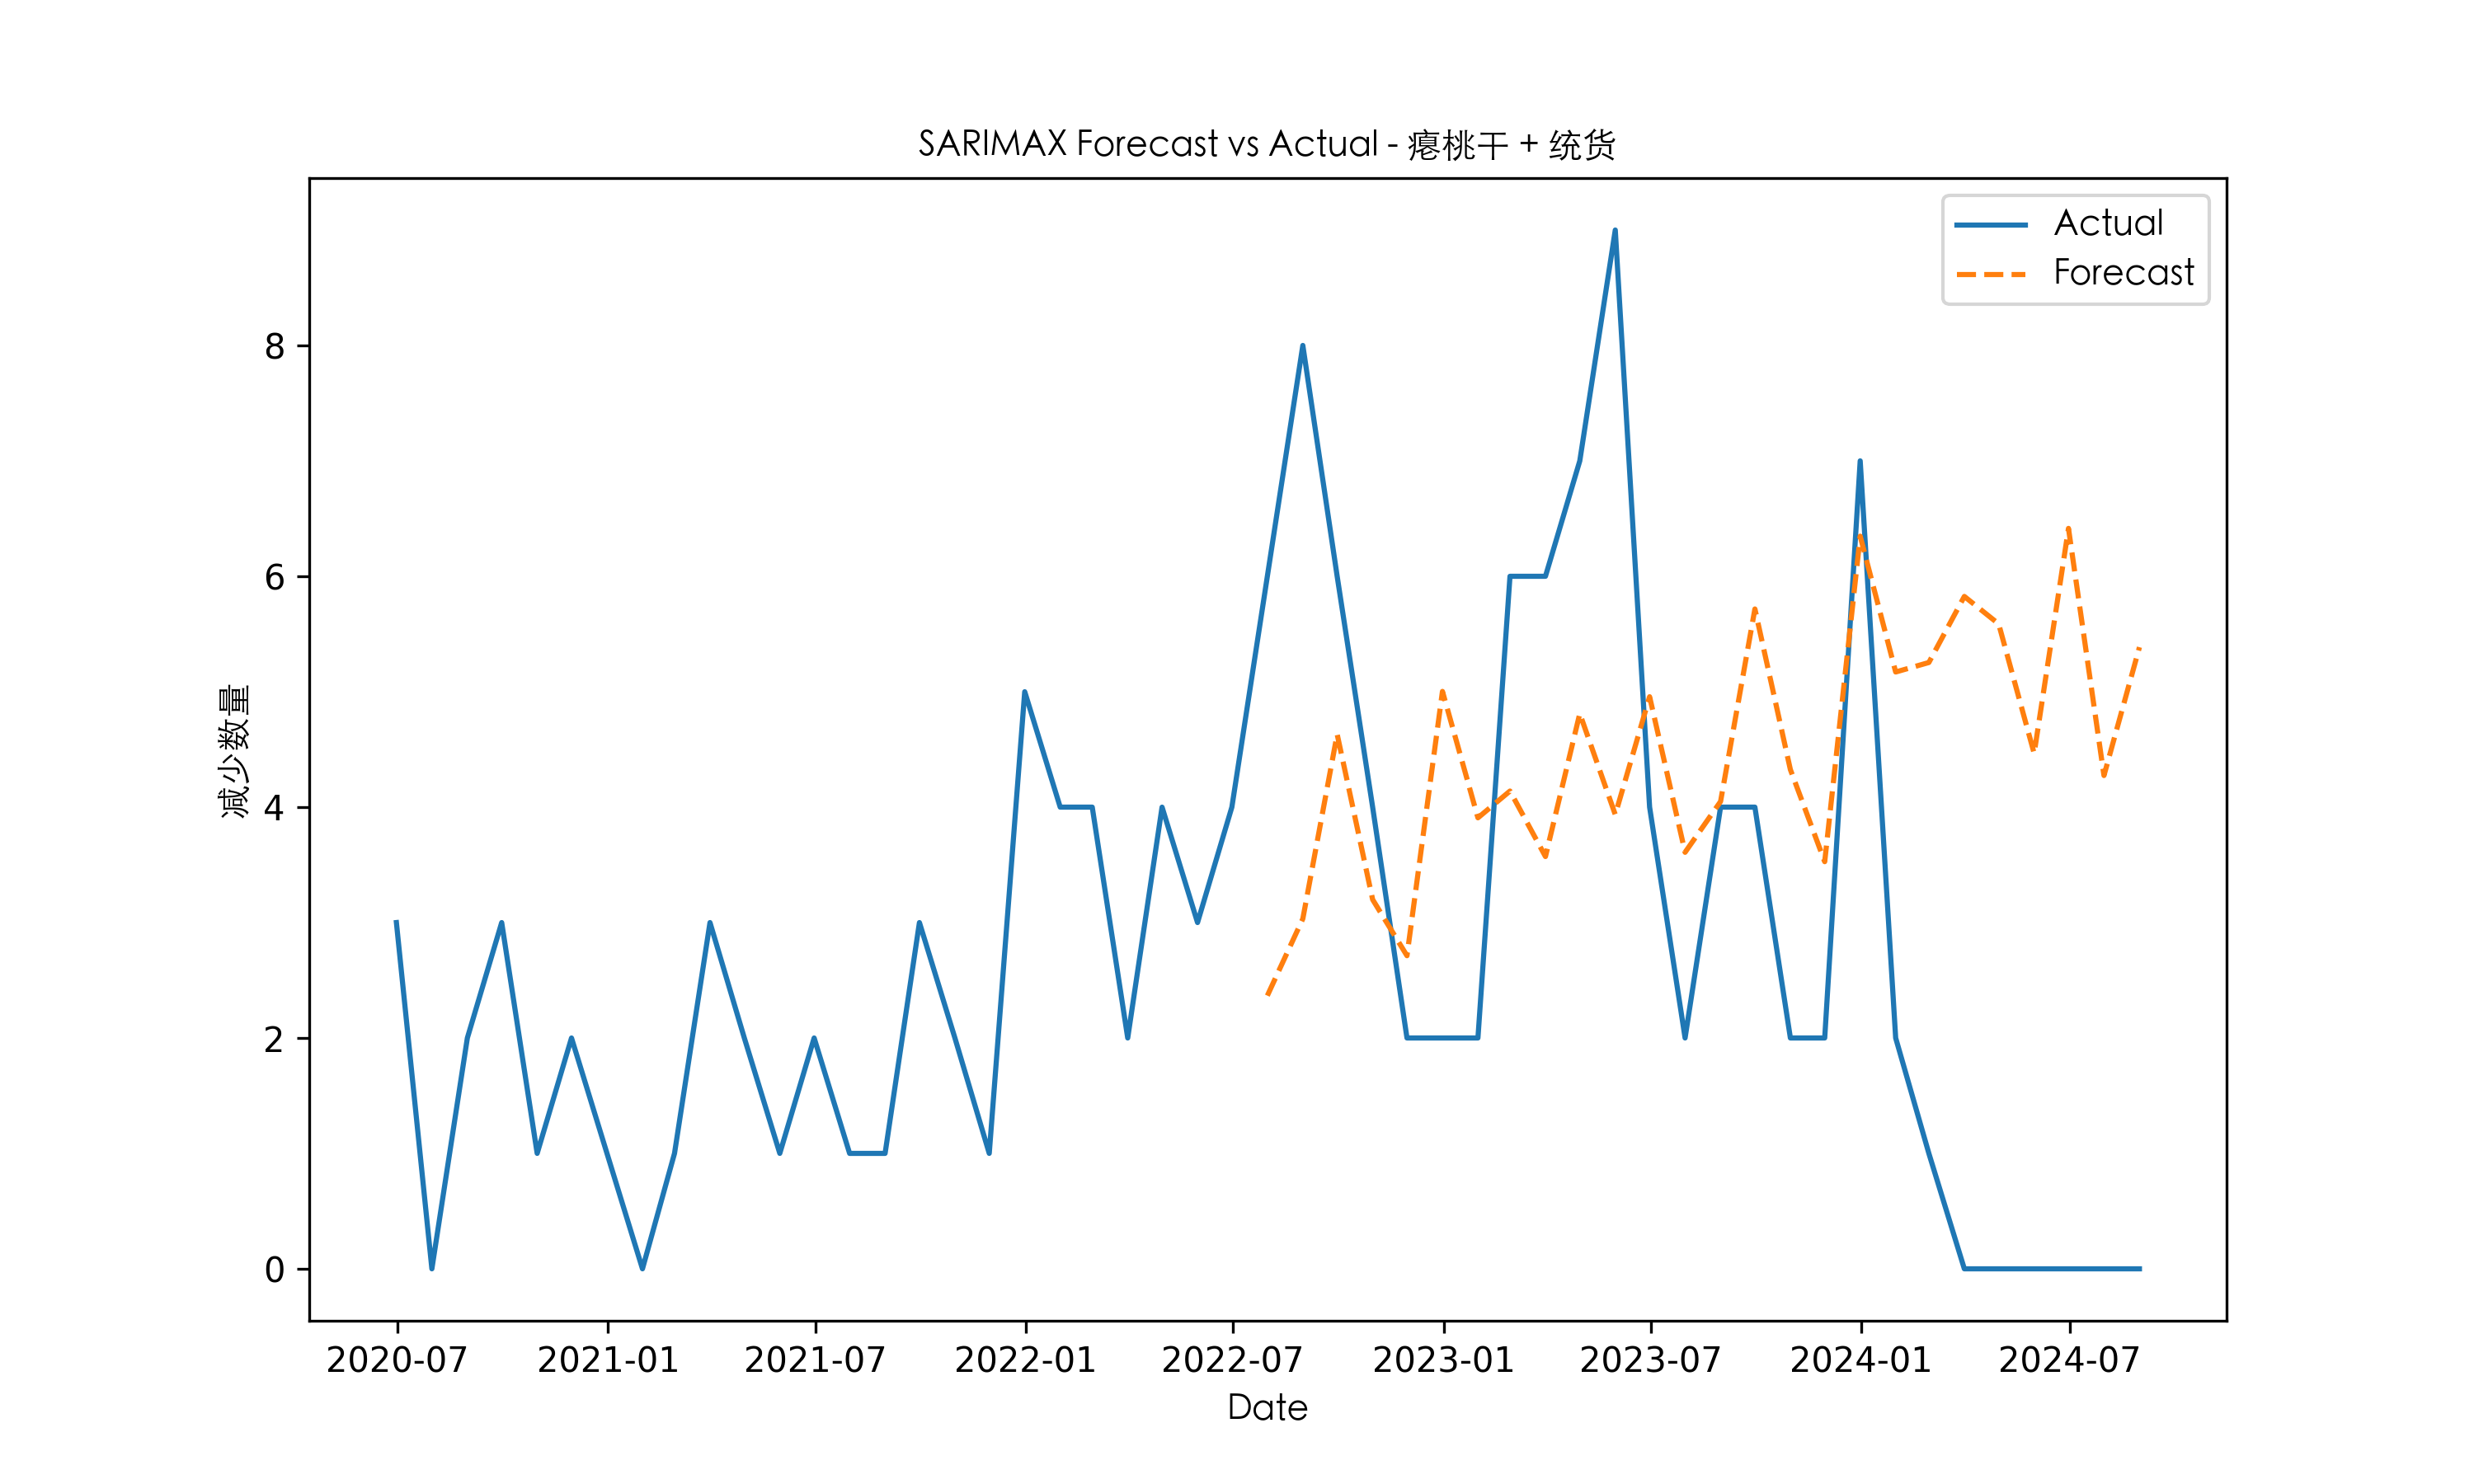 SARIMAX Forecast vs Actual - 瘪桃干 + 统货
Actual
Forecast
减少数量
8
6
4
2
0
2020-07 2021-01 2021-07 2022-01 2022-07 2023-01 2023-07 2024-01 2024-07
Date